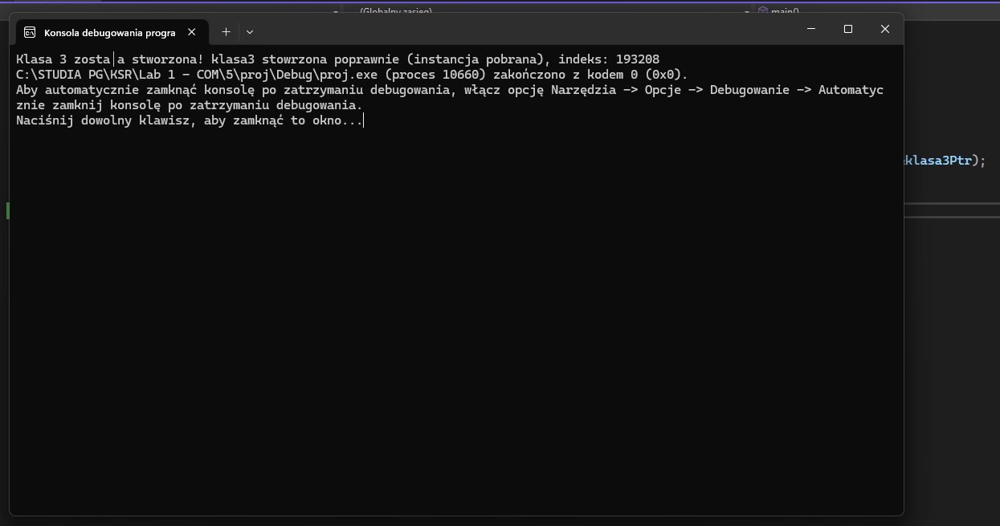 (Globalny zasięg)
main()
Konsola debugowania progra
Klasa 3 zosta│a stworzona! klasa3 stowrzona poprawnie (instancja pobrana), indeks: 193208
C:\STUDIA PG\KSR\Lab 1 - COM\5\proj\Debug\proj.exe (proces 10660) zakończono z kodem 0 (0x0).
Aby automatycznie zamknąć konsolę po zatrzymaniu debugowania, włącz opcję Narzędzia -> Opcje -> Debugowanie -> Automatyc
znie zamknij konsolę po zatrzymaniu debugowania.
Naciśnij dowolny klawisz, aby zamknąć to okno...
klasa3Ptr);